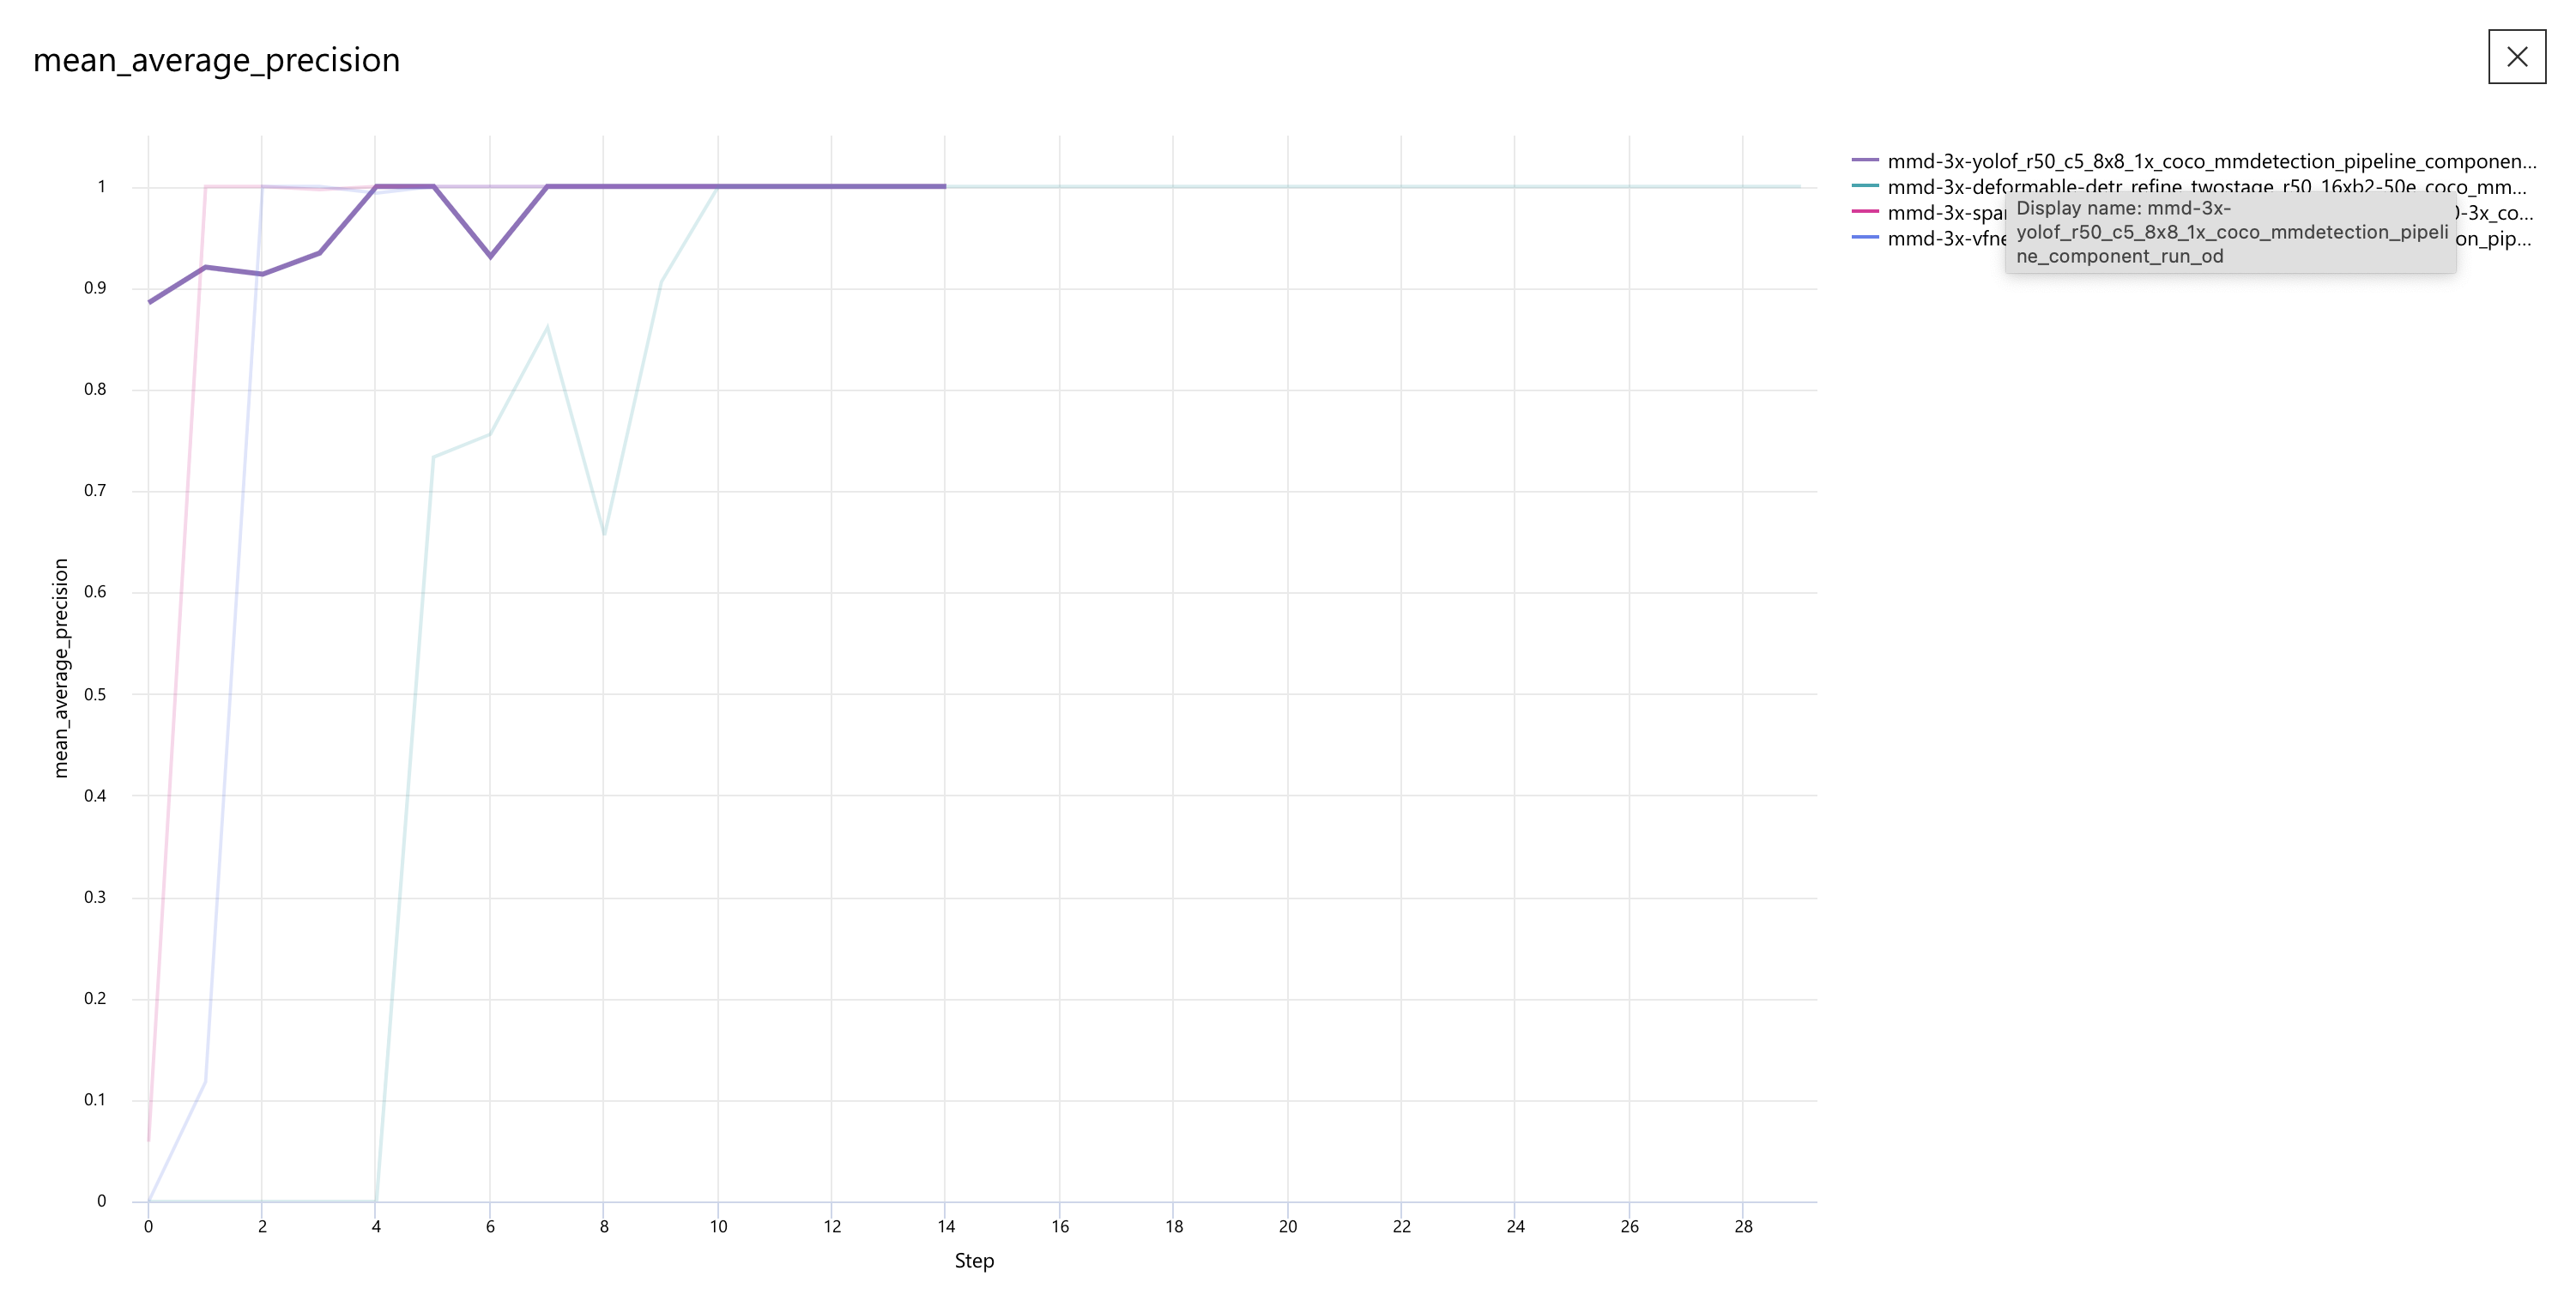 mean_average_precision
mmd-3x-yolof_r50_c5_8x8_1x_coco_mmdetection_pipeline_componen...
mmd-3x-deformable-detr_refine_twostage_r50_16xb2-50e_coco_mm...
mmd-3x-spar 0-3x_co...
mmd-3x-vfne on_pip...
Display name: mmd-3x-
yolof_r50_c5_8x8_1x_coco_mmdetection_pipeli
ne_component_run_od
mean_average_precision
1
0.9
0.8
0.7
0.6
0.5
0.4
0.3
0.2
0.1
0
0 2 4 6 8 10 12 14 16 18 20 22 24 26 28
Step